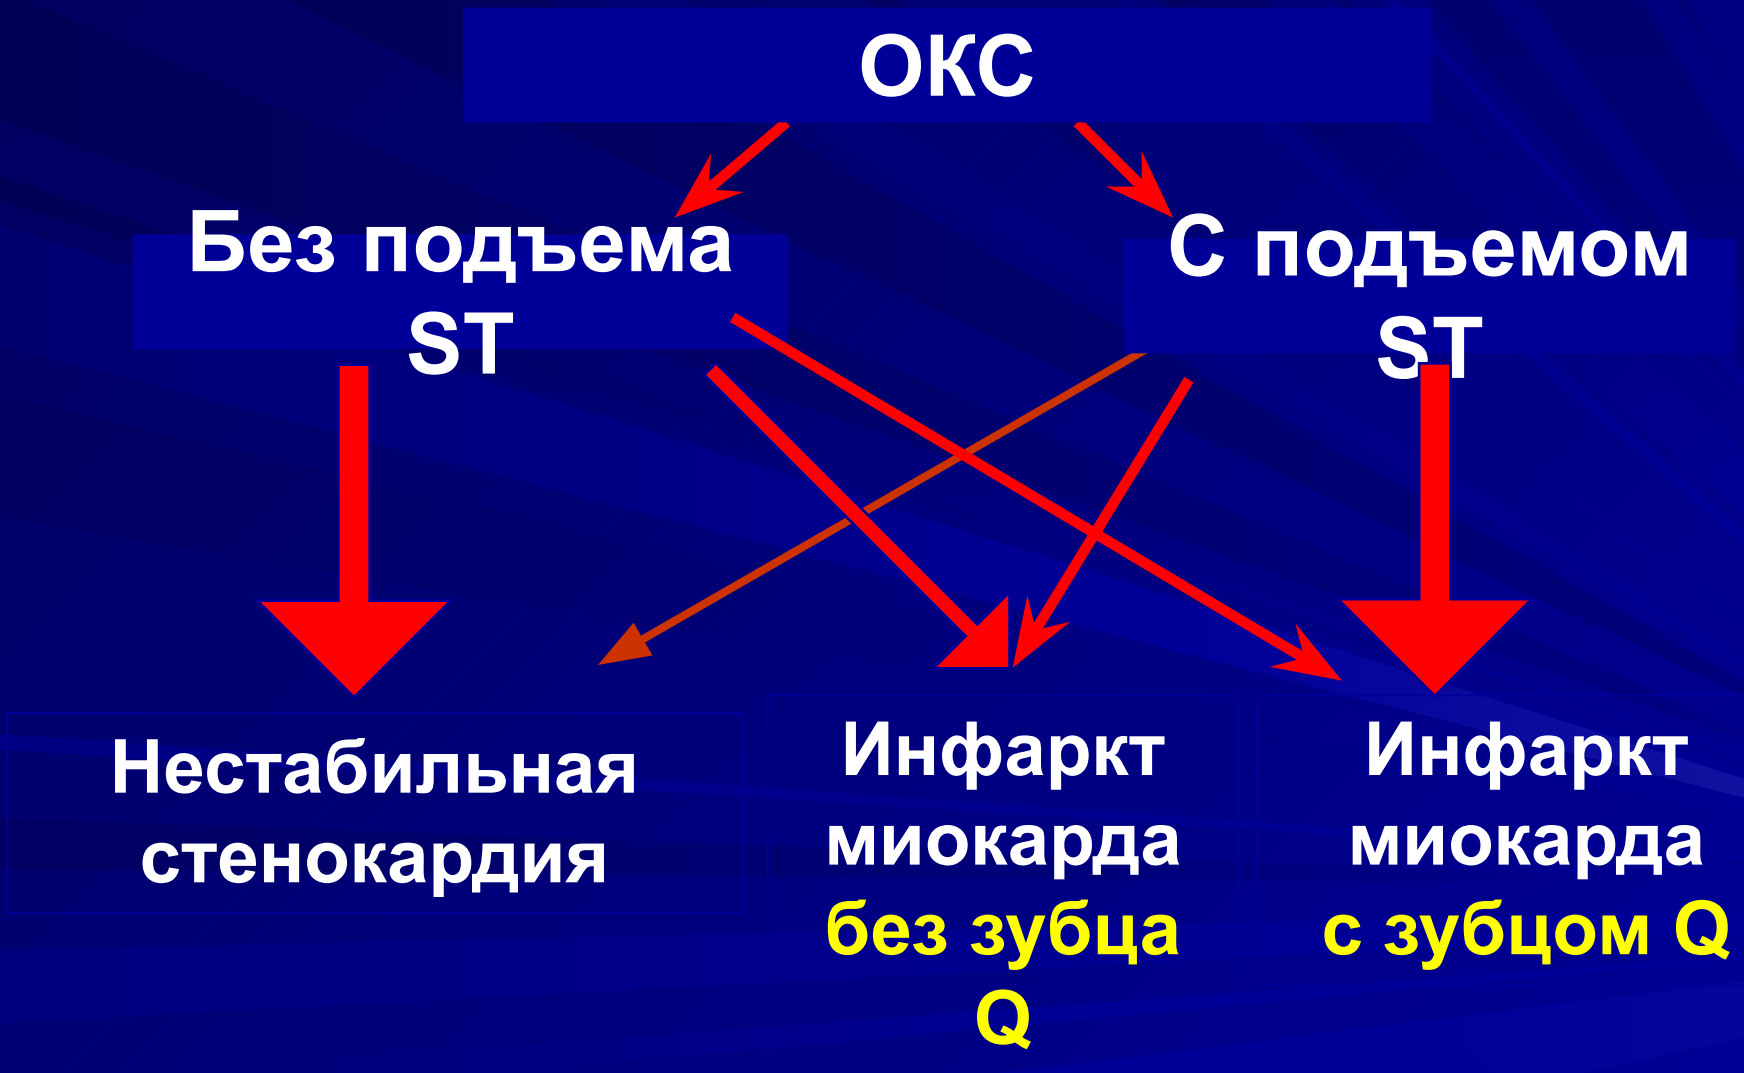 ОКС
Без подъема
ST
С подъемом
ST
Нестабильная
стенокардия
Инфаркт
миокарда
без зубца
Q
Инфаркт
миокарда
с зубцом Q